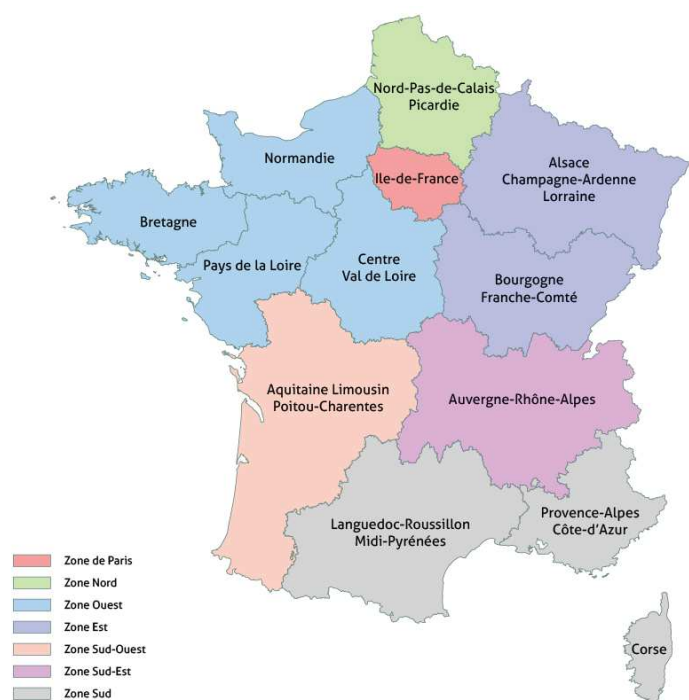 Nord-Pas-de-Calais
Picardie
Normandie
Ile-de-France
Alsace
Champagne-Ardenne
Lorraine
Bretagne
Pays de la Loire
Centre
Val de Loire
Bourgogne
Franche-Comté
Aquitaine Limousin
Poitou-Charentes
Auvergne-Rhône-Alpes
Languedoc-Roussillon
Midi-Pyrénées
Provence-Alpes
Côte-d'Azur
Corse
Zone de Paris
Zone Nord
Zone Ouest
Zone Est
Zone Sud-Ouest
Zone Sud-Est
Zone Sud